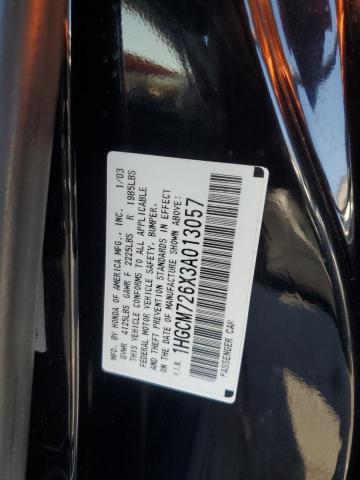 MFD. BY HONDA OF AMERICA MFG., INC. 1/03
GVWR 4125LBS GAWR F 2225LBS R 1985LBS
THIS VEHICLE CONFORMS TO ALL APPLICABLE
FEDERAL MOTOR VEHICLE SAFETY, BUMPER,
AND THEFT PREVENTION STANDARDS IN EFFECT
ON THE DATE OF MANUFACTURE SHOWN ABOVE:
V.I.N. 1HGCM726X3A013057
PASSENGER CAR